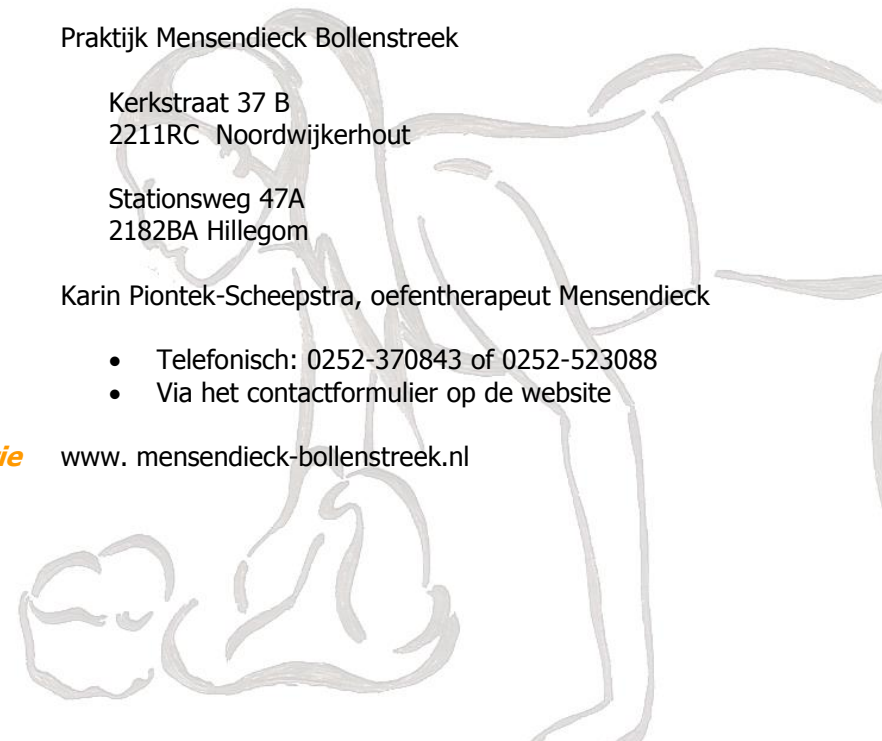 Praktijk Mensendieck Bollenstreek
Kerkstraat 37 B
2211RC Noordwijkerhout
Stationsweg 47A
2182BA Hillegom
Karin Piontek-Scheepstra, oefentherapeut Mensendieck
• Telefonisch: 0252-370843 of 0252-523088
• Via het contactformulier op de website
ie www. mensendieck-bollenstreek.nl